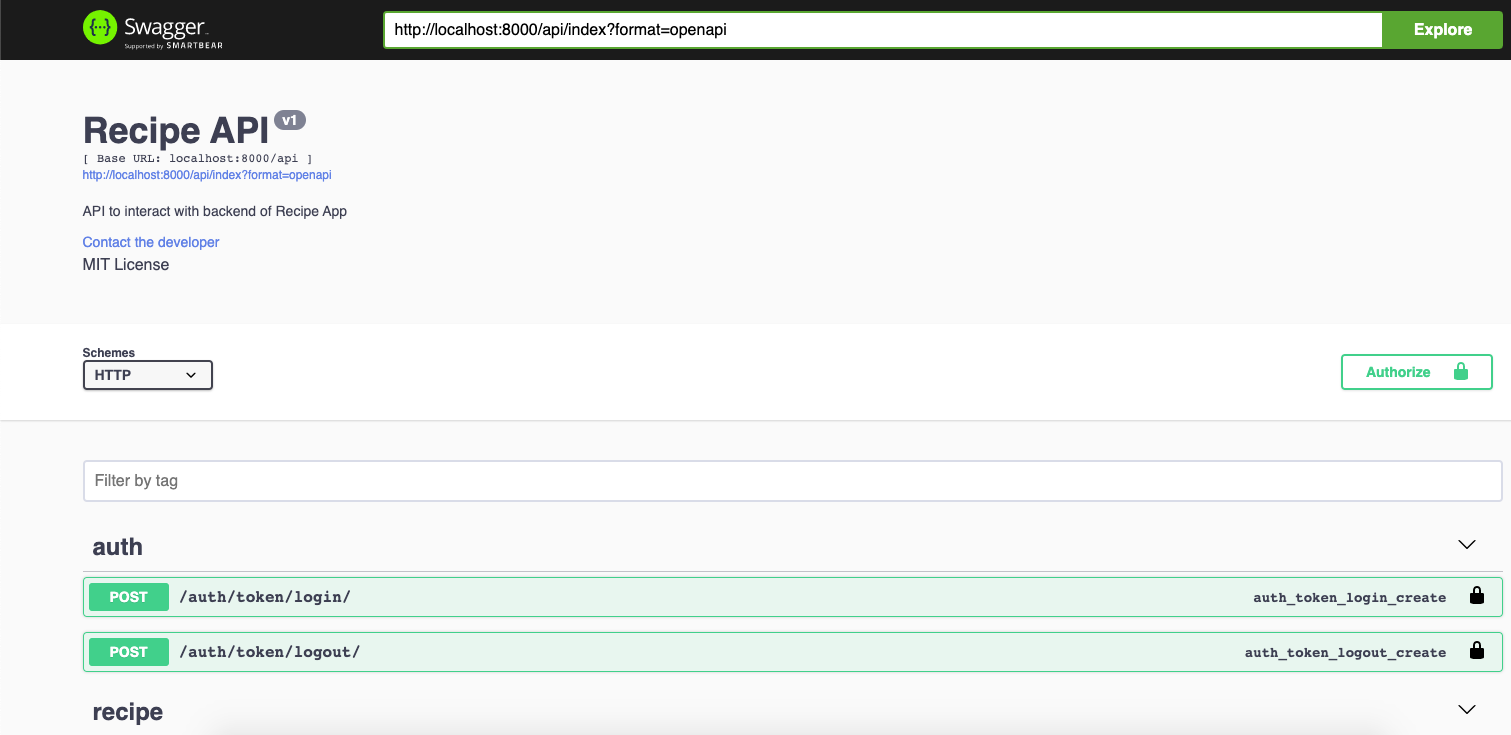 Swagger
Supported by SMARTBEAR
http://localhost:8000/api/index?format=openapi
Explore
Recipe API v1
[ Base URL: localhost:8000/api ]
http://localhost:8000/api/index?format=openapi
API to interact with backend of Recipe App
Contact the developer
MIT License
Schemes
HTTP
Authorize
Filter by tag
auth
POST /auth/token/login/ auth_token_login_create
POST /auth/token/logout/ auth_token_logout_create
recipe